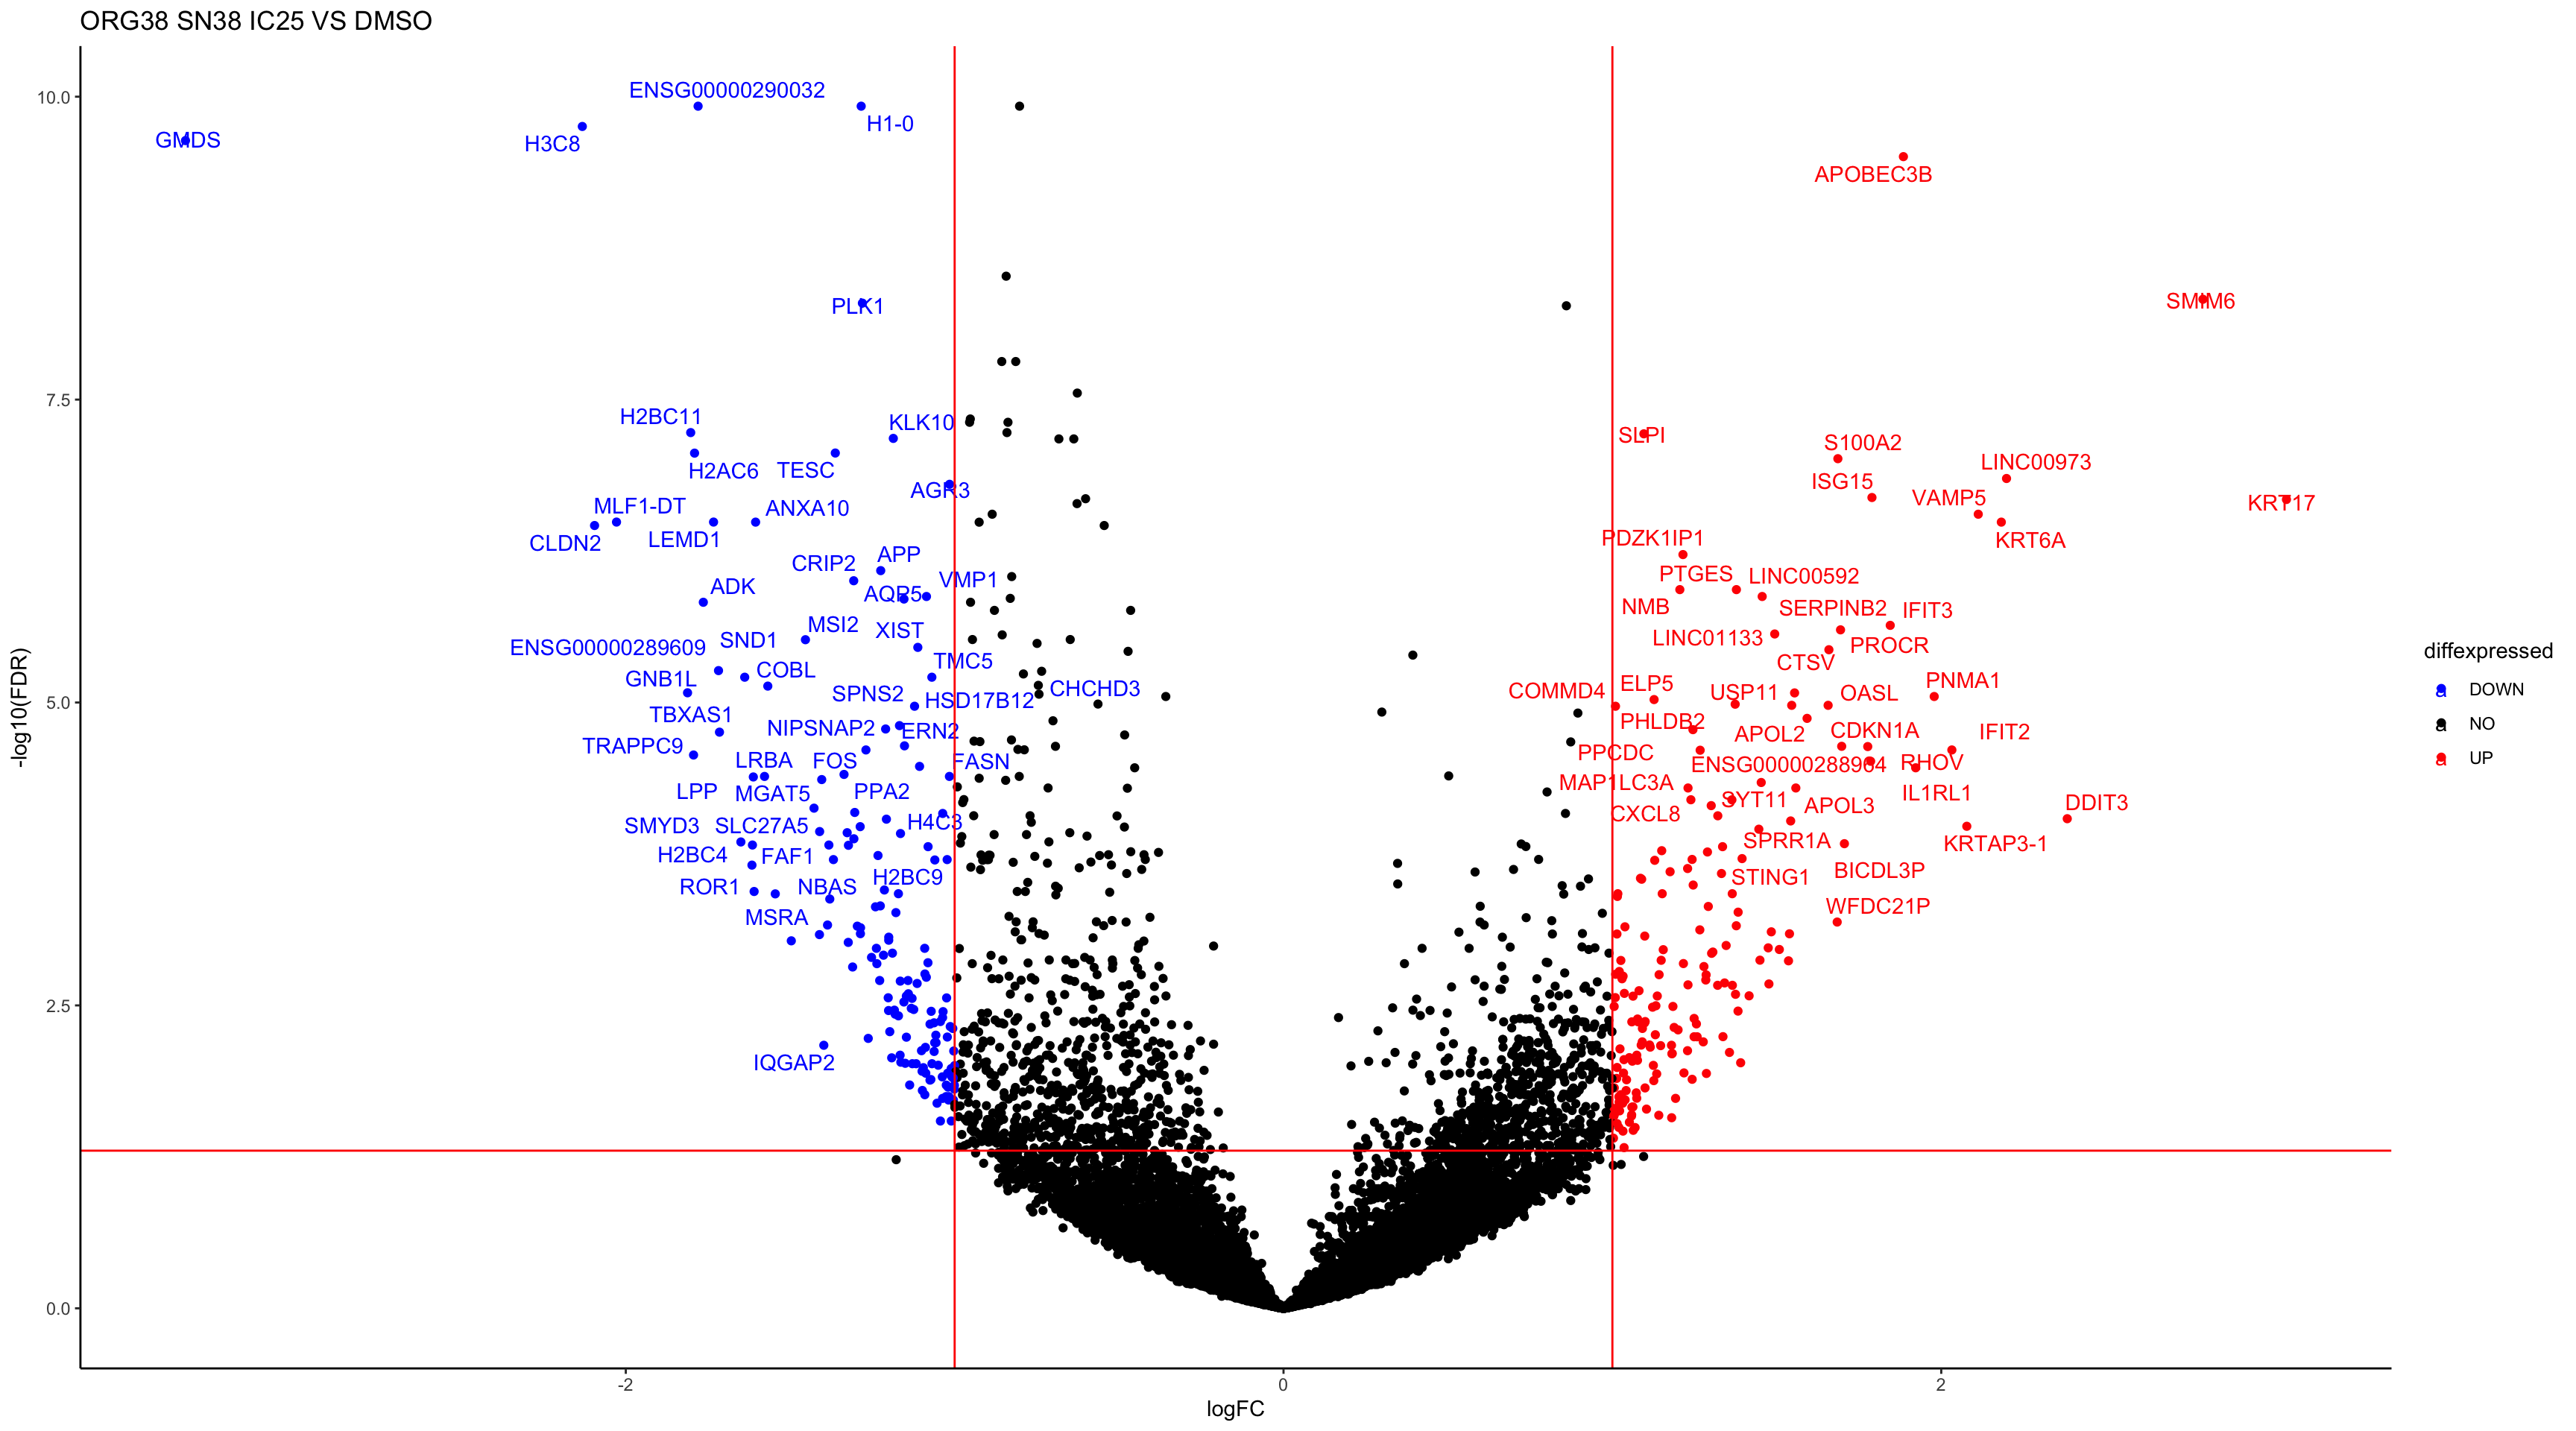 ORG38 SN38 IC25 VS DMSO
10.0
7.5
5.0
2.5
0.0
-log10(FDR)
-2
0
2
logFC
ENSG00000290032
H1-0
H3C8
GMDS
PLK1
H2BC11
KLK10
H2AC6
TESC
AGR3
MLF1-DT
ANXA10
CLDN2
LEMD1
APP
CRIP2
VMP1
ADK
AQP5
MSI2
XIST
SND1
ENSG00000289609
TMC5
COBL
GNB1L
CHCHD3
SPNS2
HSD17B12
TBXAS1
NIPSNAP2
ERN2
TRAPPC9
LRBA
FOS
FASN
LPP
MGAT5
PPA2
SMYD3
SLC27A5
H4C3
H2BC4
FAF1
H2BC9
ROR1
NBAS
MSRA
IQGAP2
APOBEC3B
SMIM6
SLPI
S100A2
LINC00973
ISG15
VAMP5
KRT17
PDZK1IP1
KRT6A
PTGES
LINC00592
NMB
SERPINB2
IFIT3
LINC01133
PROCR
CTSV
COMMD4
ELP5
USP11
OASL
PNMA1
PHLDB2
APOL2
CDKN1A
IFIT2
PPCDC
ENSG00000288964
RHOV
MAP1LC3A
SYT11
APOL3
IL1RL1
DDIT3
CXCL8
SPRR1A
KRTAP3-1
STING1
BICDL3P
WFDC21P
diffexpressed
a DOWN
a NO
a UP